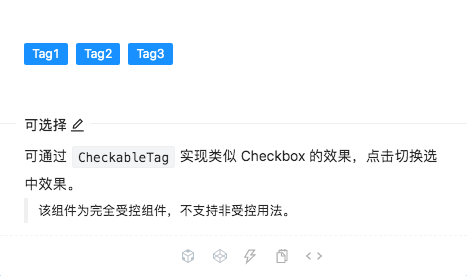 Tag1 Tag2 Tag3
可选择
可通过 CheckableTag 实现类似 Checkbox 的效果，点击切换选
中效果。
该组件为完全受控组件，不支持非受控用法。